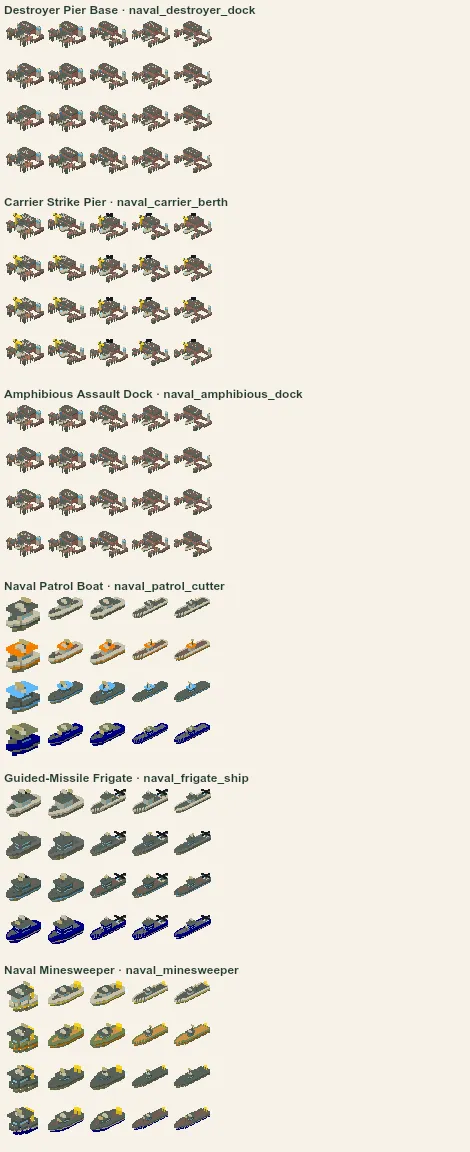 Destroyer Pier Base · naval_destroyer_dock
Carrier Strike Pier · naval_carrier_berth
Amphibious Assault Dock · naval_amphibious_dock
Naval Patrol Boat · naval_patrol_cutter
Guided-Missile Frigate · naval_frigate_ship
Naval Minesweeper · naval_minesweeper